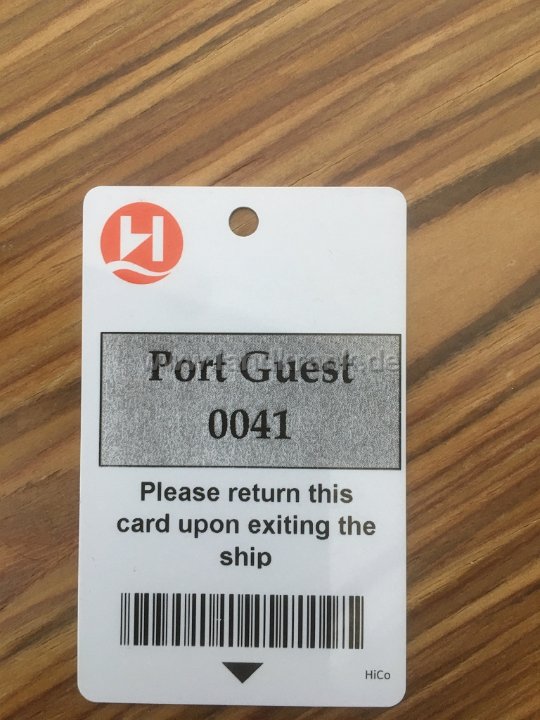 H
Port Guest
0041
Please return this
card upon exiting the
ship
HiCo